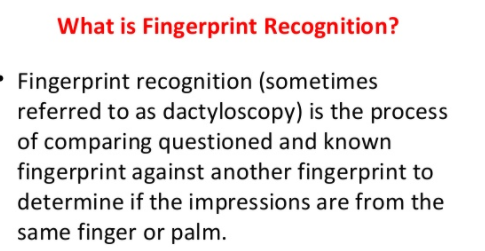 What is Fingerprint Recognition?
• Fingerprint recognition (sometimes
referred to as dactyloscopy) is the process
of comparing questioned and known
fingerprint against another fingerprint to
determine if the impressions are from the
same finger or palm.